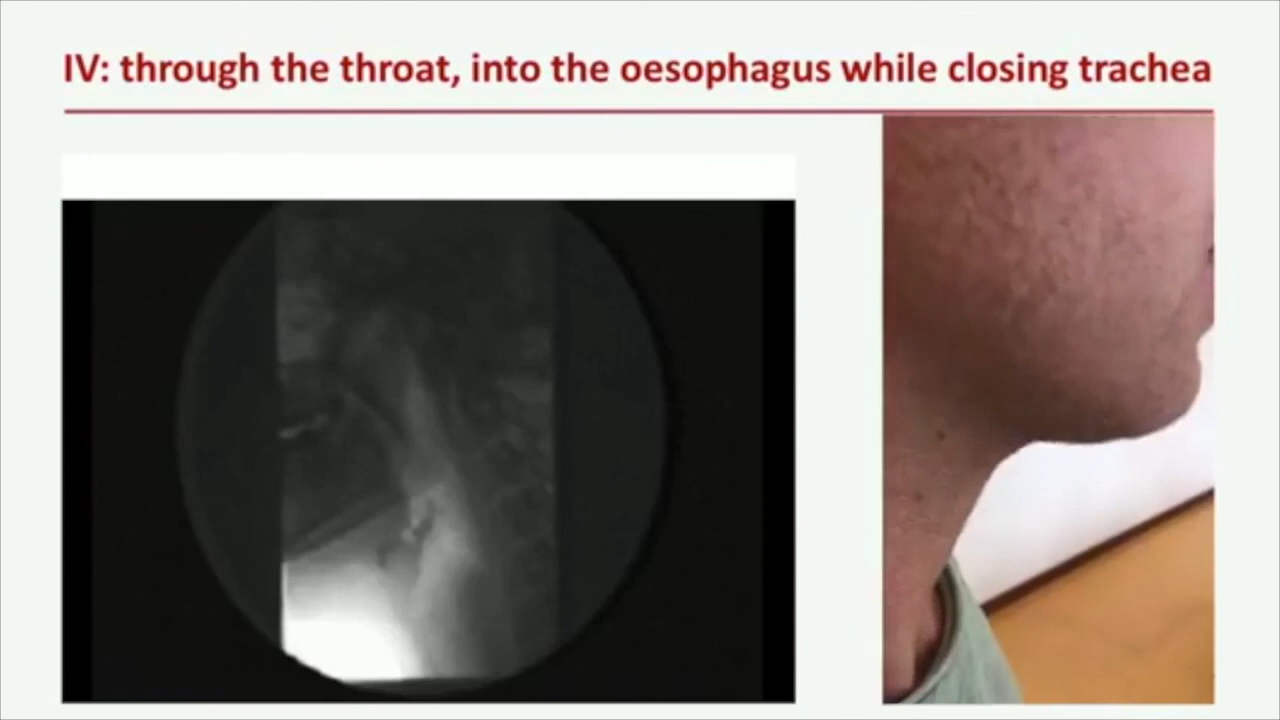 IV: through the throat, into the oesophagus while closing trachea